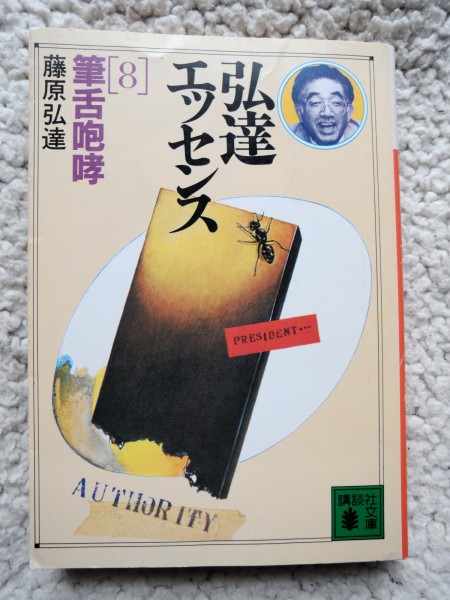 弘達
エッセンス
[8]
筆舌咆哮
藤原弘達
PRESIDENT
AUTHORITY
講談社
文庫